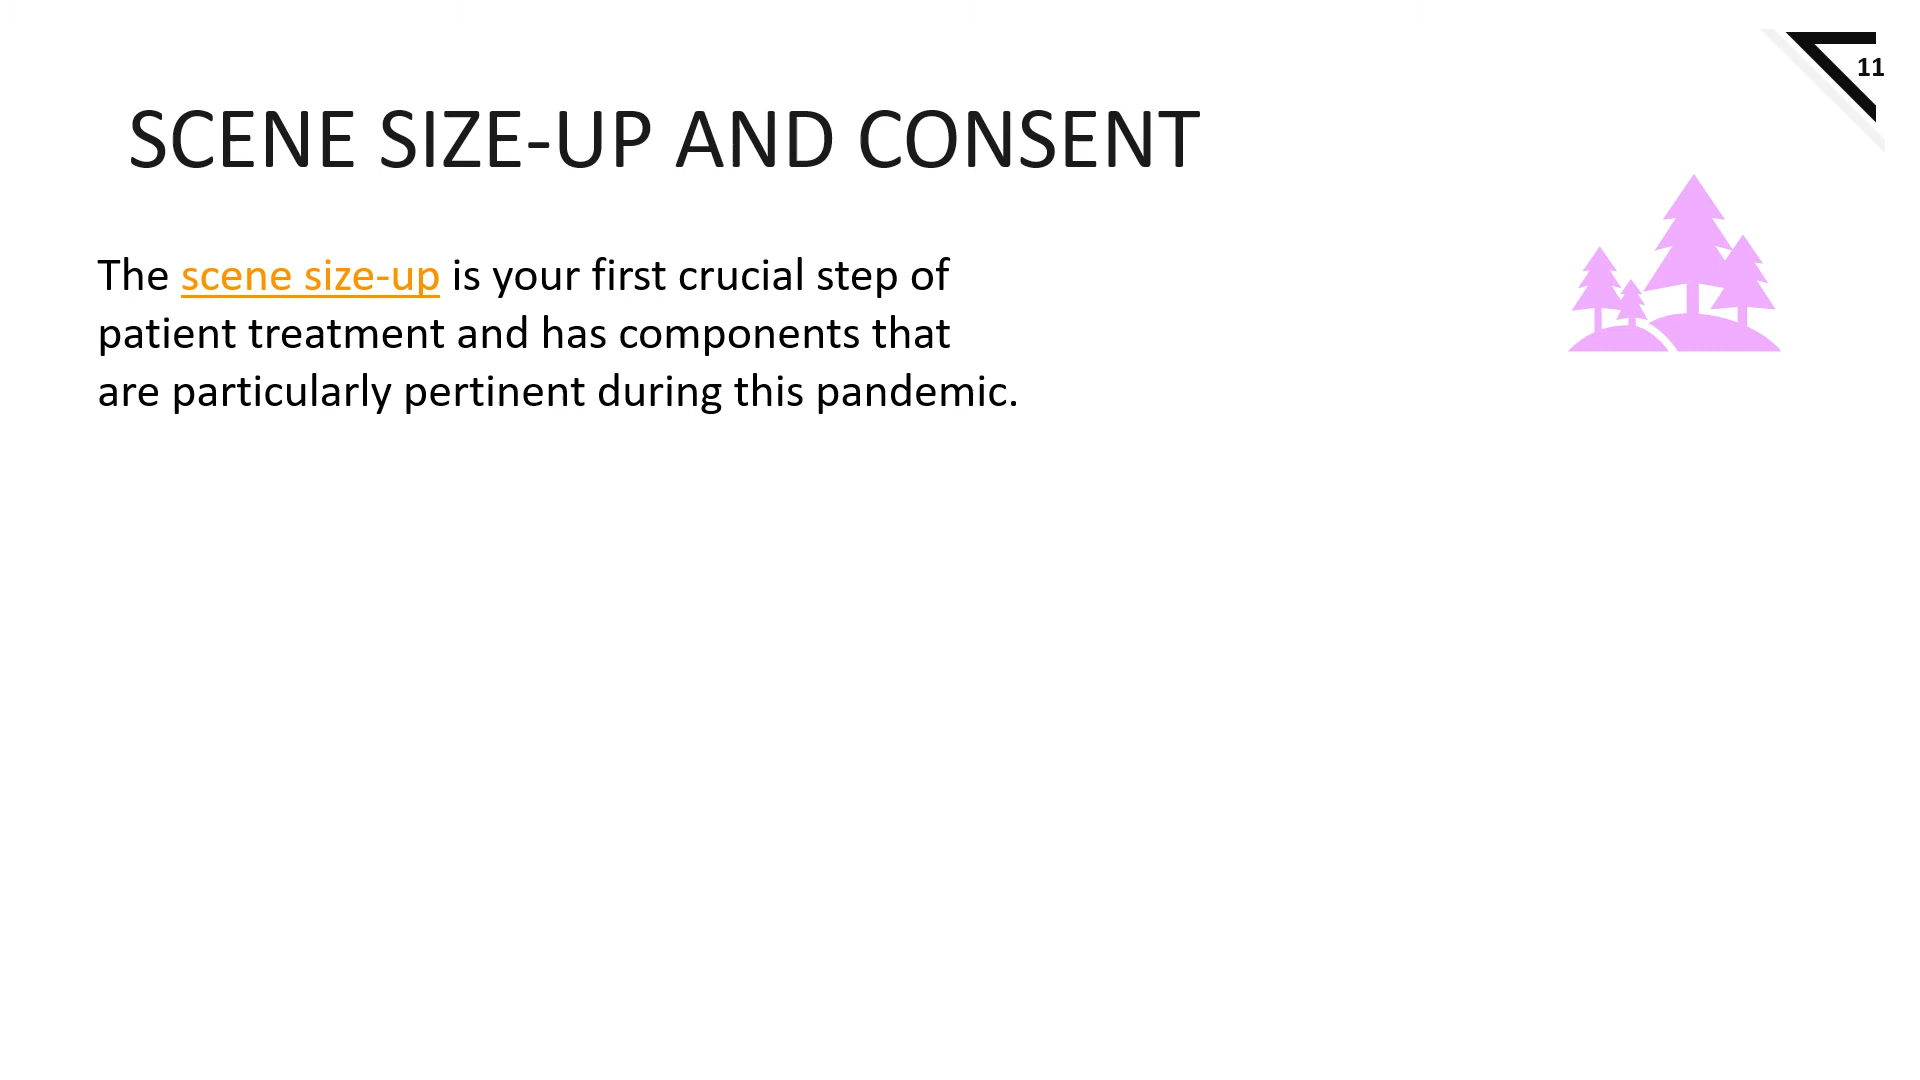 11
SCENE SIZE-UP AND CONSENT
The scene size-up is your first crucial step of
patient treatment and has components that
are particularly pertinent during this pandemic.